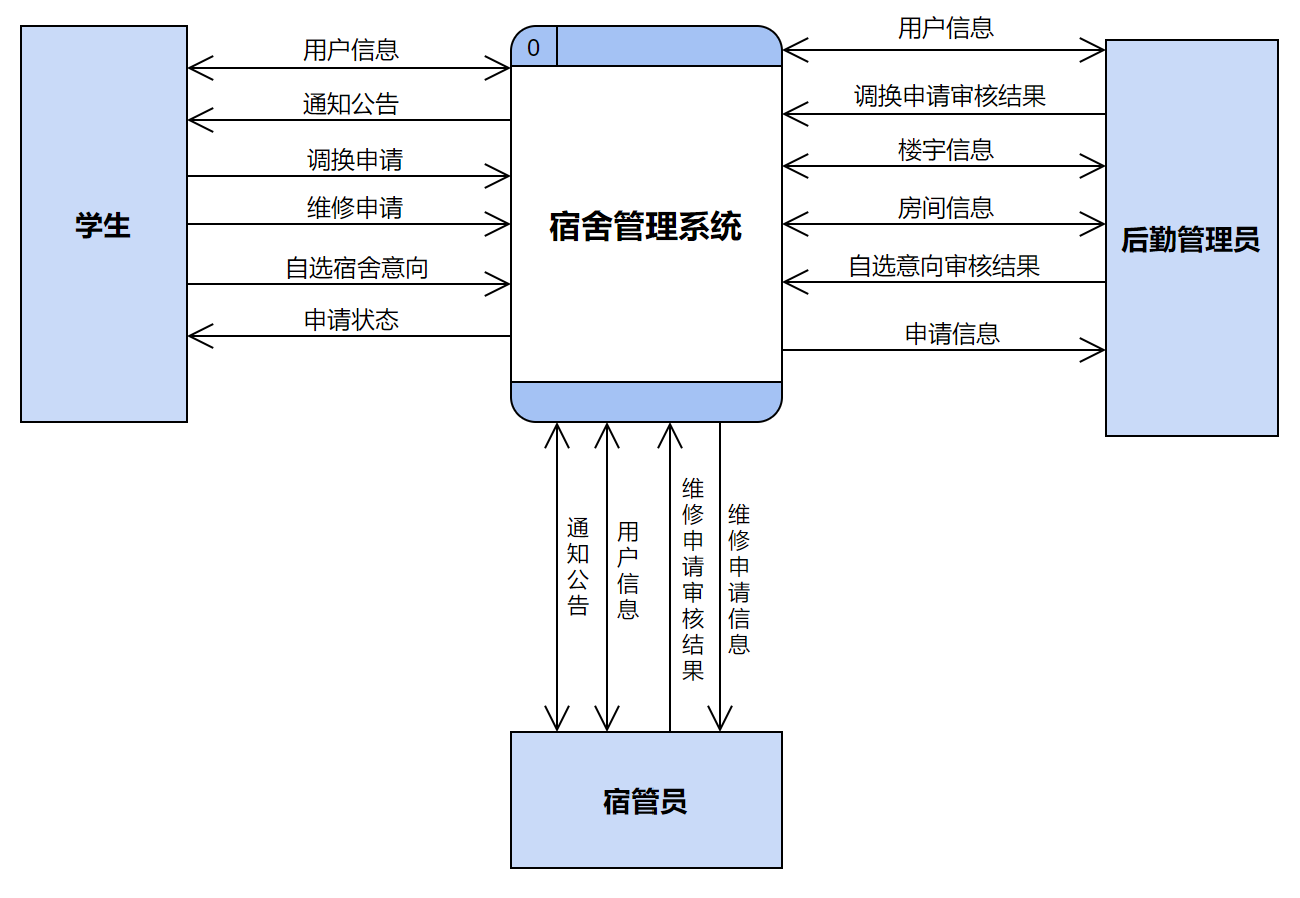 用户信息
通知公告
调换申请
维修申请
自选宿舍意向
申请状态
学生
0
宿舍管理系统
用户信息
调换申请审核结果
楼宇信息
房间信息
自选意向审核结果
申请信息
后勤管理员
通知公告
用户信息
维修申请审核结果
维修申请信息
宿管员